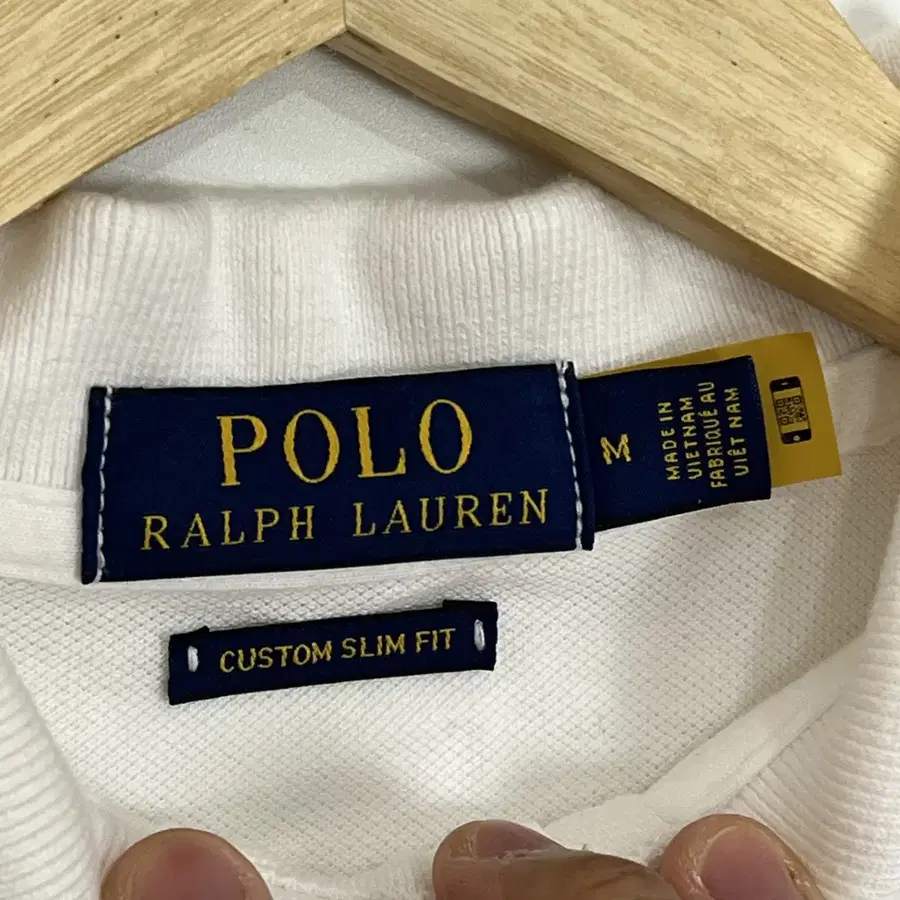 POLO
RALPH LAUREN
M
MADE IN
VIETNAM
FABRIQUÉ AU
VIÊT NAM
CUSTOM SLIM FIT